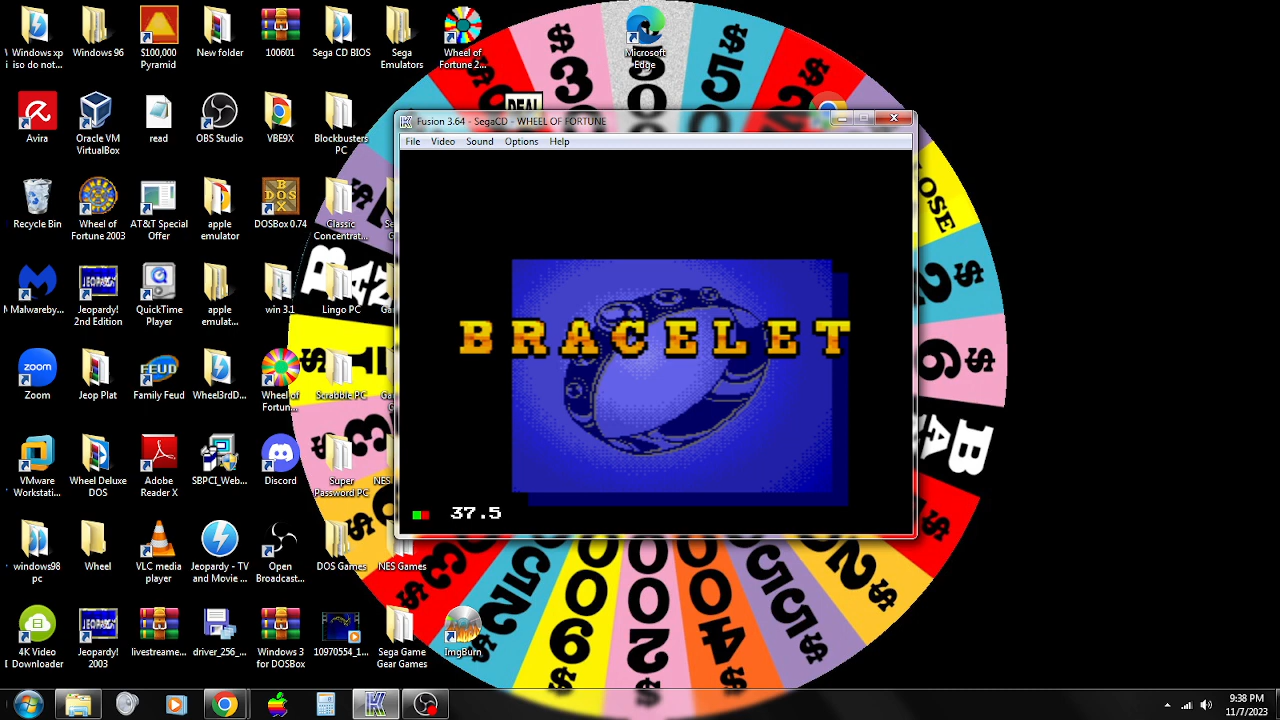 Windows xp
iso do not...
Windows 96
$100,000
Pyramid
New folder
100601
Sega CD BIOS
Sega
Emulators
Wheel of
Fortune 2...
Microsoft
Edge
Avira
Oracle VM
VirtualBox
read
OBS Studio
VBE9X
Blockbusters
PC
DEAL
Fusion 3.64 - SegaCD - WHEEL OF FORTUNE
File Video Sound Options Help
Recycle Bin
Wheel of
Fortune 2003
AT&T Special
Offer
apple
emulator
DOSBox 0.74
Classic
Concentrat...
Malwareby...
Jeopardy!
2nd Edition
QuickTime
Player
apple
emulat...
win 3.1
Lingo PC
BRACELET
Zoom
Jeop Plat
Family Feud
Wheel3rdD...
Wheel of
Fortun...
Scrabble PC
VMware
Workstati...
Wheel Deluxe
DOS
Adobe
Reader X
SBPCI_Web...
Discord
Super
Password PC
37.5
windows98
pc
Wheel
VLC media
player
Jeopardy - TV
and Movie ...
Open
Broadcast...
DOS Games
NES Games
4K Video
Downloader
Jeopardy!
2003
livestreame...
driver_256_...
Windows 3
for DOSBox
10970554_1...
Sega Game
Gear Games
ImgBurn
9:38 PM
11/7/2023